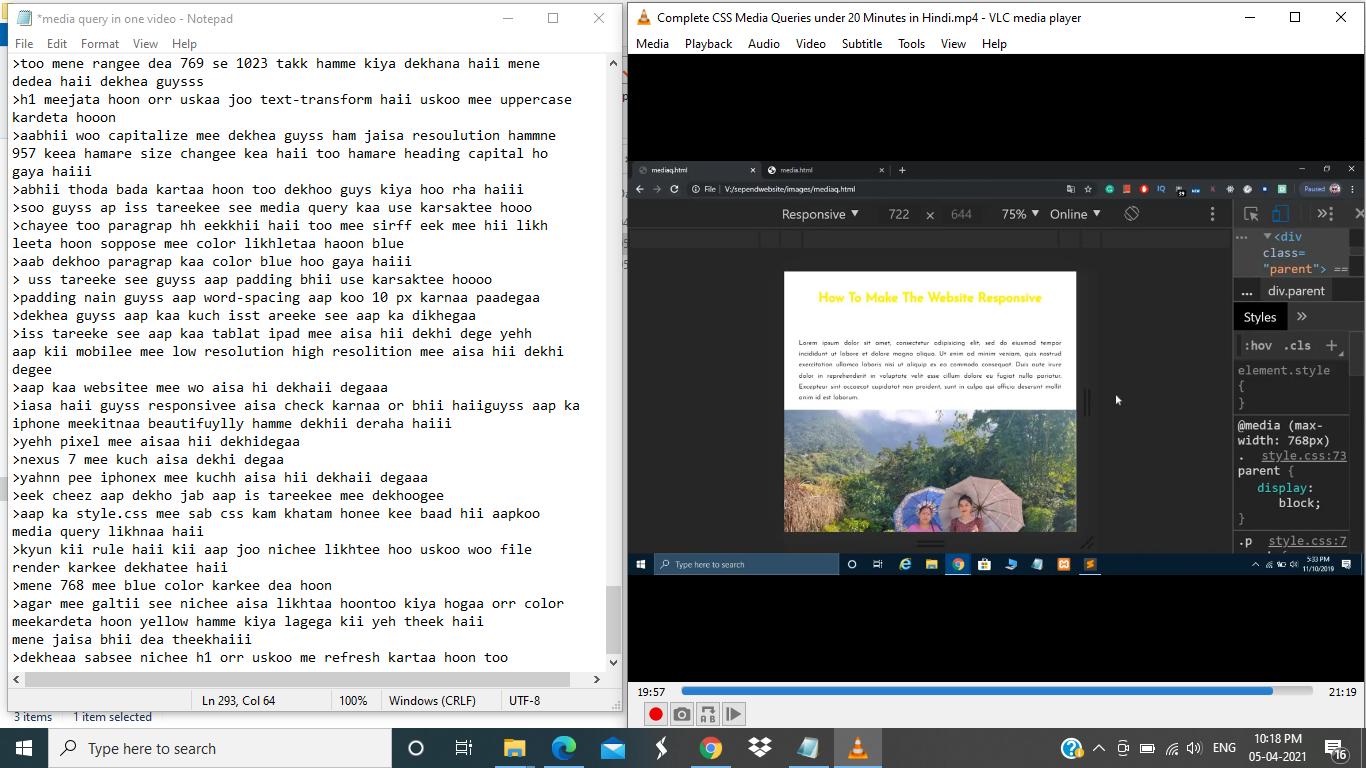 *media query in one video - Notepad
File Edit Format View Help
>too mene rangee dea 769 se 1023 takk hamme kiya dekhana haii mene
dedea haii dekhea guysss
>h1 meejata hoon orr uskaa joo text-transform haii uskoo mee uppercase
kardeta hooon
>aabhii woo capitalize mee dekhea guyss ham jaisa resoulution hammne
957 keea hamare size changee kea haii too hamare heading capital ho
gaya haiii
>abhii thoda bada kartaa hoon too dekhoo guys kiya hoo rha haiii
>soo guyss ap iss tareekee see media query kaa use karsaktee hooo
>chayee too paragrap hh eekkhii haii too mee sirff eek mee hii likh
leeta hoon soppose mee color likhletaa haoon blue
>aab dekhoo paragrap kaa color blue hoo gaya haiii
> uss tareeke see guyss aap padding bhii use karsaktee hoooo
>padding nain guyss aap word-spacing aap koo 10 px karnaa paadegaa
>dekhea guyss aap kaa kuch isst areeke see aap ka dikhegaa
>iss tareeke see aap kaa tablat ipad mee aisa hii dekhi dege yehh
aap kii mobilee mee low resolution high resolition mee aisa hii dekhi
degee
>aap kaa websitee mee wo aisa hi dekhaii degaaa
>iasa haii guyss responsivee aisa check karnaa or bhii haiiguyss aap ka
iphone meekitnaa beautifuylly hamme dekhii deraha haiii
>yehh pixel mee aisaa hii dekhidegaa
>nexus 7 mee kuch aisa dekhi degaa
>yahnn pee iphonex mee kuchh aisa hii dekhaii degaaa
>eek cheez aap dekho jab aap is tareekee mee dekhoogee
>aap ka style.css mee sab css kam khatam honee kee baad hii aapkoo
media query likhnaa haii
>kyun kii rule haii kii aap joo nichee likhtee hoo uskoo woo file
render karkee dekhatee haii
>mene 768 mee blue color karkee dea hoon
>agar mee galtii see nichee aisa likhtaa hoontoo kiya hogaa orr color
meekardeta hoon yellow hamme kiya lagega kii yeh theek haii
mene jaisa bhii dea theekhaiii
>dekheaa sabsee nichee h1 orr uskoo me refresh kartaa hoon too
Ln 293, Col 64 100% Windows (CRLF) UTF-8
3 items 1 item selected
Complete CSS Media Queries under 20 Minutes in Hindi.mp4 - VLC media player
Media Playback Audio Video Subtitle Tools View Help
mediaq.html media.html
File V:/sependwebsite/images/mediaq.html Paused
Responsive 722 × 644 75% Online
<div
class=
"parent"> ==
... div.parent
Styles
:hov .cls
element.style
{
}
@media (max-
width: 768px)
. style.css:73
parent {
display:
block;
}
.p style.css:7
How To Make The Website Responsive
Lorem ipsum dolor sit amet, consectetur adipisicing elit, sed do eiusmod tempor
incididunt ut labore et dolore magna aliqua. Ut enim ad minim veniam, quis nostrud
exercitation ullamco laboris nisi ut aliquip ex ea commodo consequat. Duis aute irure
dolor in reprehenderit in voluptate velit esse cillum dolore eu fugiat nulla pariatur.
Excepteur sint occaecat cupidatat non proident, sunt in culpa qui officia deserunt mollit
anim id est laborum.
Type here to search
5:33 PM
11/10/2019
19:57 21:19
Type here to search
ENG
10:18 PM
05-04-2021
16